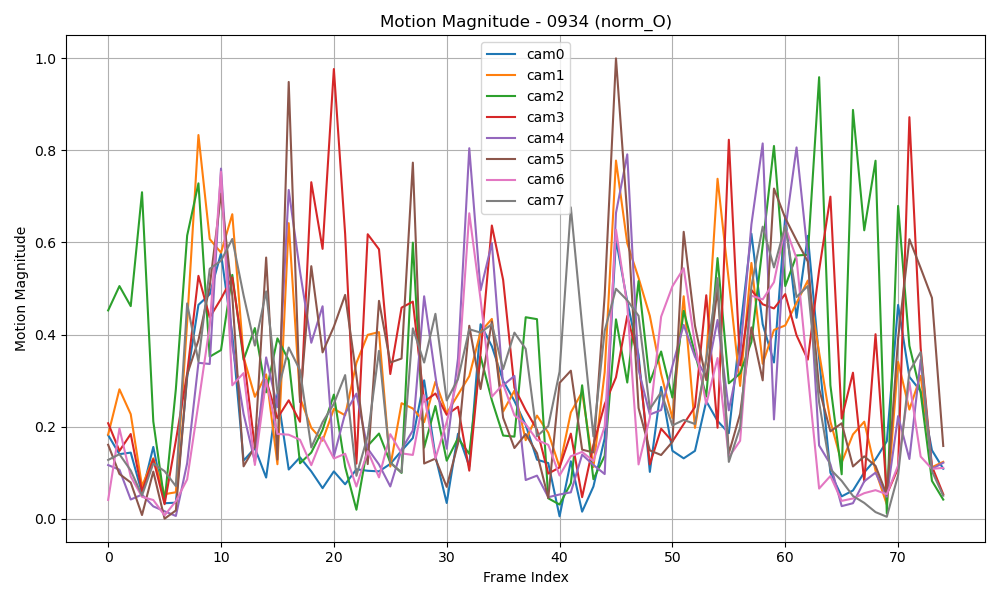 Motion Magnitude - 0934 (norm_O)
cam0
cam1
cam2
cam3
cam4
cam5
cam6
cam7
Motion Magnitude
1.0
0.8
0.6
0.4
0.2
0.0
0 10 20 30 40 50 60 70
Frame Index